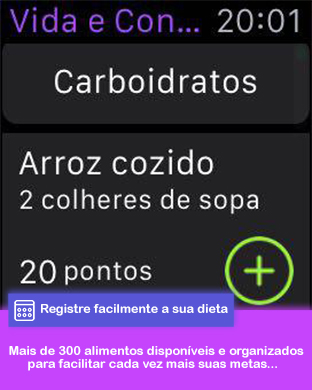 Vida e Con... 20:01
Carboidratos
Arroz cozido
2 colheres de sopa
20 pontos
Registre facilmente a sua dieta
Mais de 300 alimentos disponíveis e organizados
para facilitar cada vez mais suas metas...